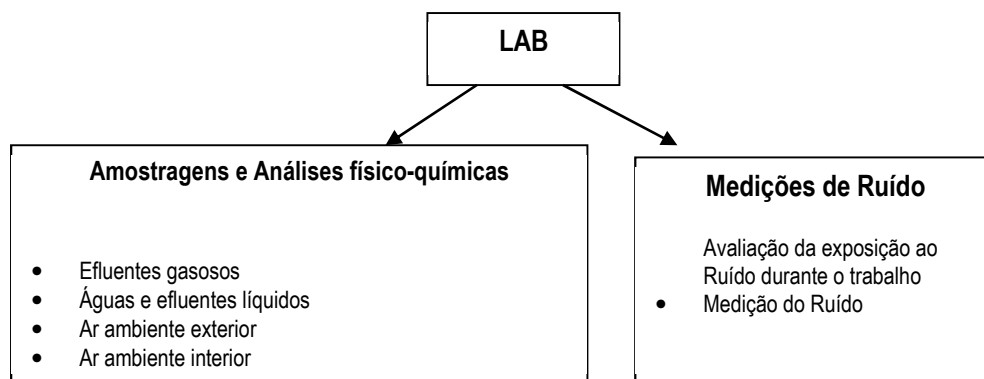 LAB
Amostragens e Análises físico-químicas
• Efluentes gasosos
• Águas e efluentes líquidos
• Ar ambiente exterior
• Ar ambiente interior
Medições de Ruído
Avaliação da exposição ao
Ruído durante o trabalho
• Medição do Ruído